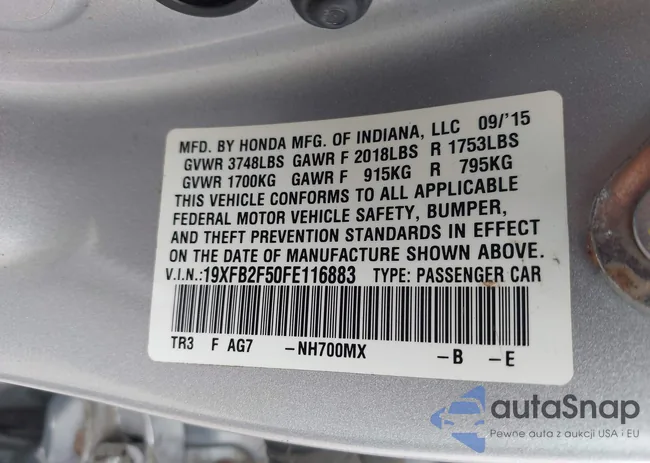 MFD. BY HONDA MFG. OF INDIANA, LLC 09/'15
GVWR 3748LBS GAWR F 2018LBS R 1753LBS
GVWR 1700KG GAWR F 915KG R 795KG
THIS VEHICLE CONFORMS TO ALL APPLICABLE
FEDERAL MOTOR VEHICLE SAFETY, BUMPER,
AND THEFT PREVENTION STANDARDS IN EFFECT
ON THE DATE OF MANUFACTURE SHOWN ABOVE.
V.I.N.:19XFB2F50FE116883 TYPE: PASSENGER CAR
TR3 F AG7 -NH700MX -B -E
autaSnap
Pewne auta z aukcji USA i EU